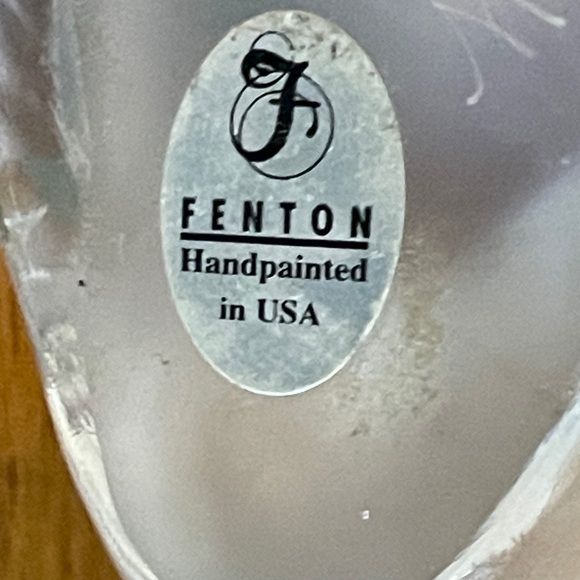 F
FENTON
Handpainted
in USA